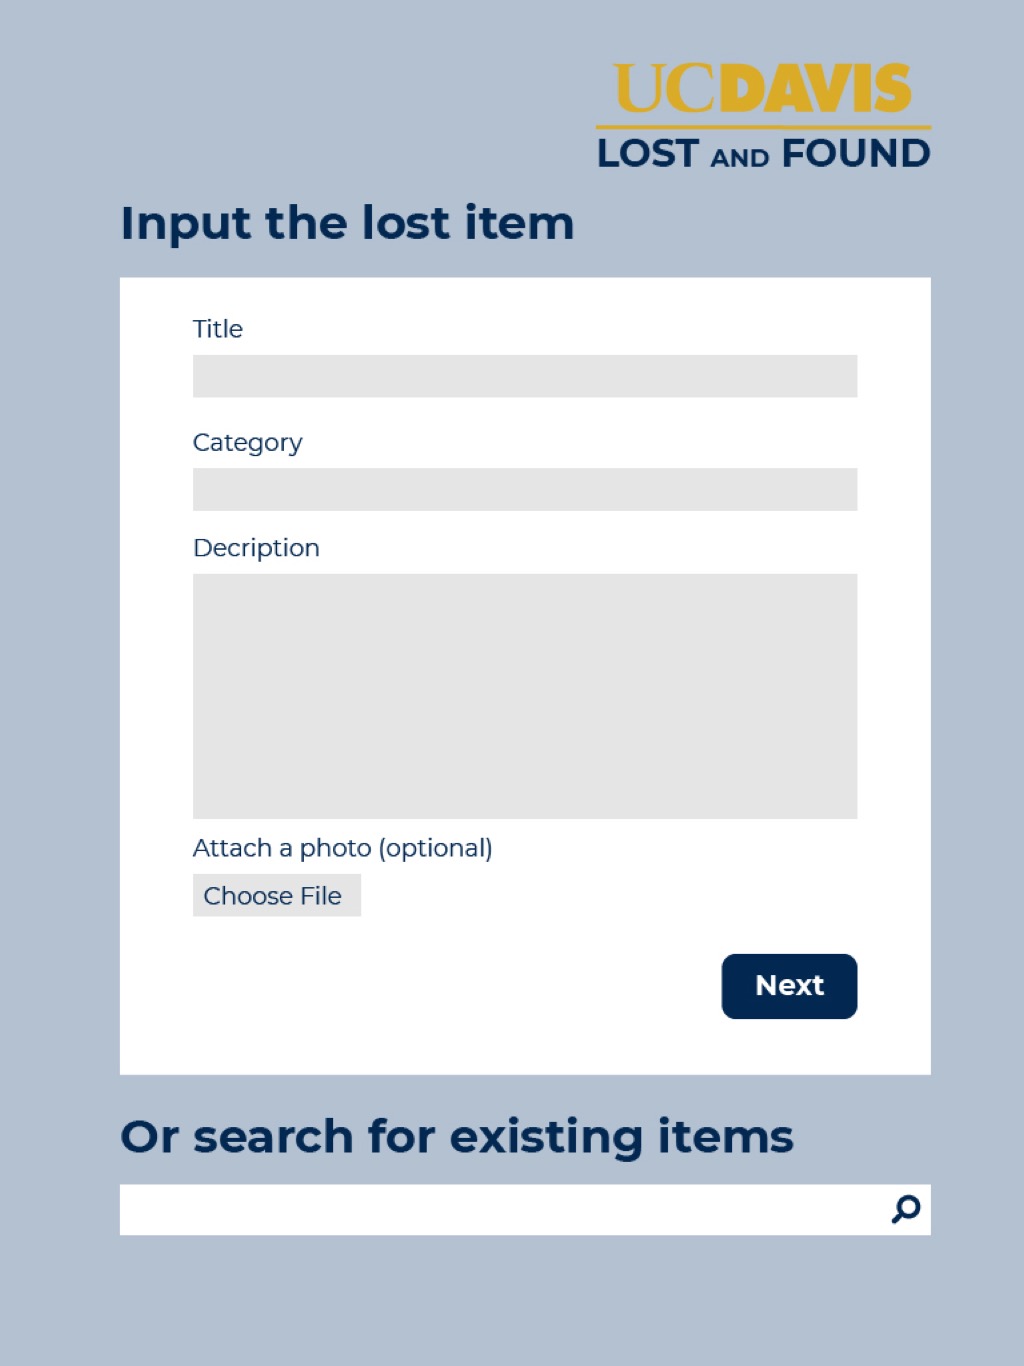 UCDAVIS
LOST AND FOUND
Input the lost item
Title
Category
Decription
Attach a photo (optional)
Choose File
Next
Or search for existing items